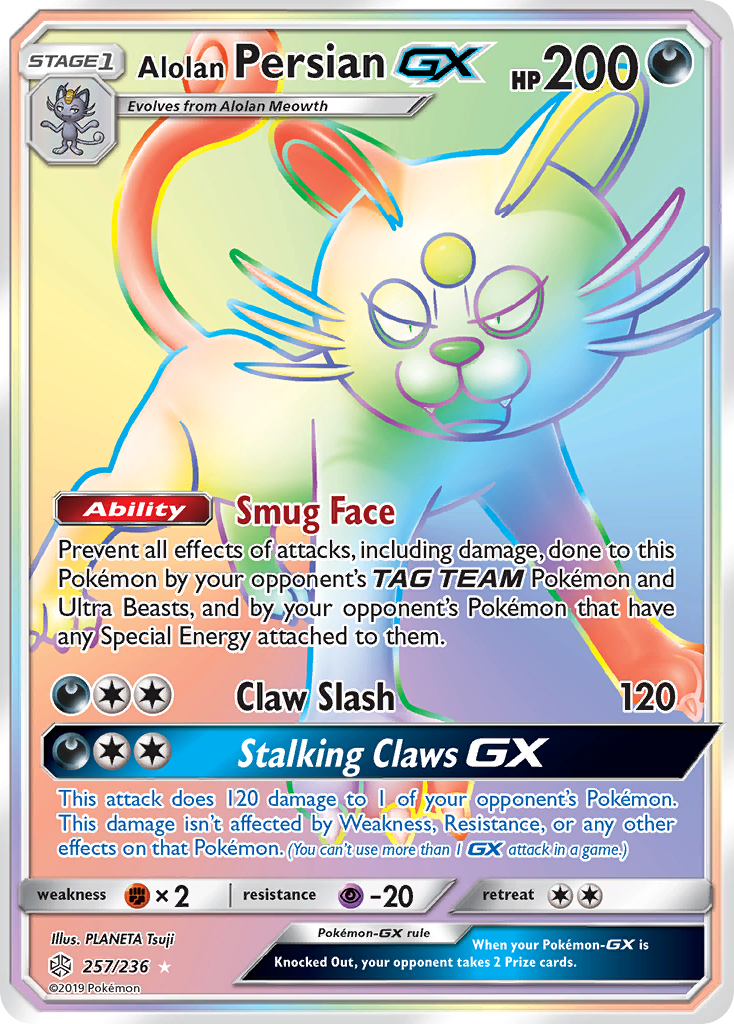 STAGE1
Alolan Persian GX
HP200
Evolves from Alolan Meowth
Ability Smug Face
Prevent all effects of attacks, including damage, done to this
Pokémon by your opponent's TAG TEAM Pokémon and
Ultra Beasts, and by your opponent's Pokémon that have
any Special Energy attached to them.
Claw Slash 120
Stalking Claws GX
This attack does 120 damage to 1 of your opponent's Pokémon.
This damage isn't affected by Weakness, Resistance, or any other
effects on that Pokémon. (You can't use more than 1 GX attack in a game.)
weakness ×2 resistance -20 retreat
Illus. PLANETA Tsuji
257/236
©2019 Pokémon
Pokémon-GX rule
When your Pokémon-GX is
Knocked Out, your opponent takes 2 Prize cards.